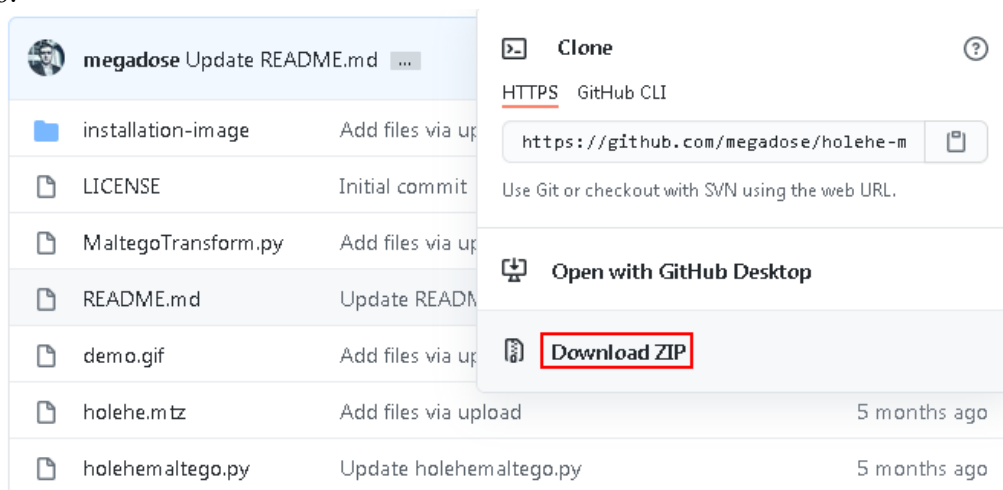 megadose Update README.md ...
installation-image Add files via up
LICENSE Initial commit
MaltegoTransform.py Add files via up
README.md Update READM
demo.gif Add files via up
holehe.mtz Add files via upload 5 months ago
holehemaltego.py Update holehemaltego.py 5 months ago
Clone
HTTPS GitHub CLI
https://github.com/megadose/holehe-m
Use Git or checkout with SVN using the web URL.
Open with GitHub Desktop
Download ZIP